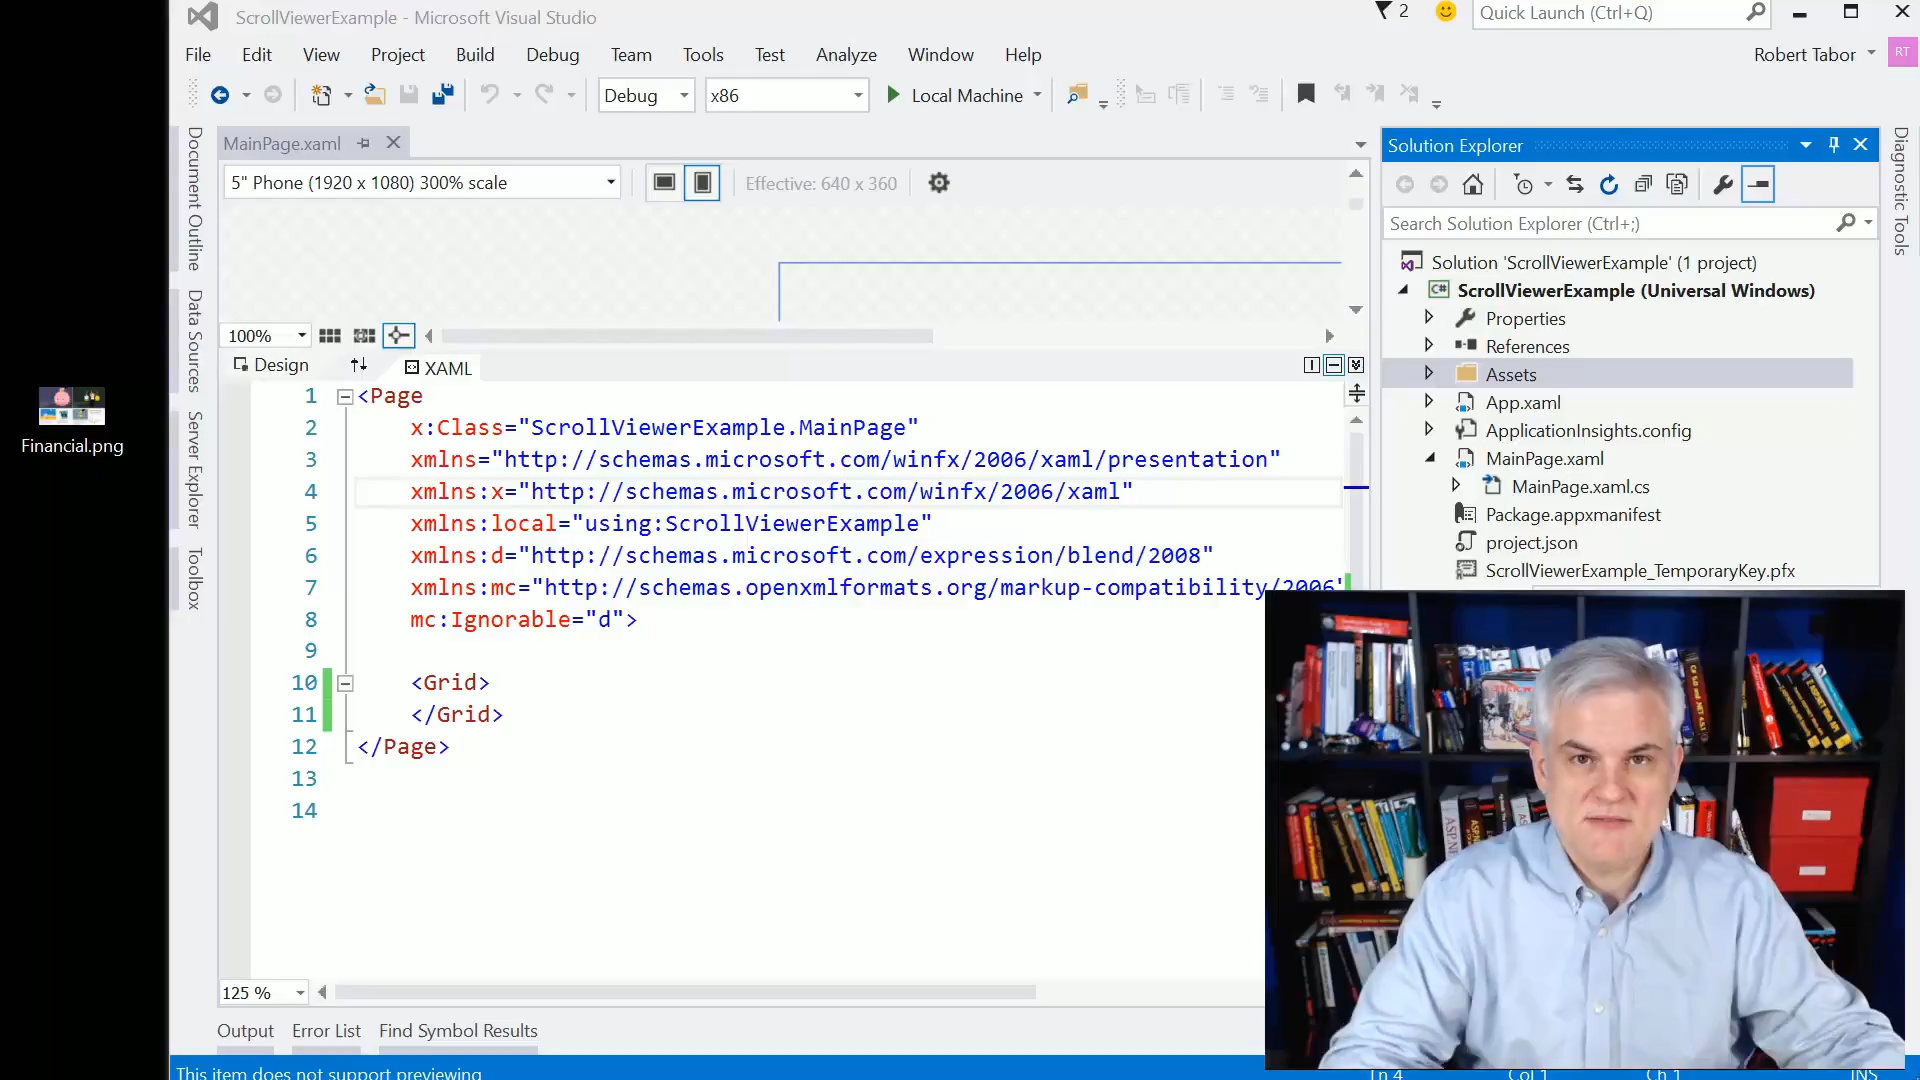 ScrollViewerExample - Microsoft Visual Studio
2
Quick Launch (Ctrl+Q)
File Edit View Project Build Debug Team Tools Test Analyze Window Help
Robert Tabor
RT
Debug
x86
Local Machine
Document Outline
Data Sources
Server Explorer
Toolbox
MainPage.xaml
5" Phone (1920 x 1080) 300% scale
Effective: 640 x 360
100%
Design
XAML
1 <Page
2 x:Class="ScrollViewerExample.MainPage"
3 xmlns="http://schemas.microsoft.com/winfx/2006/xaml/presentation"
4 xmlns:x="http://schemas.microsoft.com/winfx/2006/xaml"
5 xmlns:local="using:ScrollViewerExample"
6 xmlns:d="http://schemas.microsoft.com/expression/blend/2008"
7 xmlns:mc="http://schemas.openxmlformats.org/markup-compatibility/2006"
8 mc:Ignorable="d">
9
10 <Grid>
11 </Grid>
12 </Page>
13
14
125 %
Output Error List Find Symbol Results
This item does not support previewing
Ln 4 Col 1 Ch 1 INS
Financial.png
Solution Explorer
Search Solution Explorer (Ctrl+;)
Solution 'ScrollViewerExample' (1 project)
C# ScrollViewerExample (Universal Windows)
Properties
References
Assets
App.xaml
ApplicationInsights.config
MainPage.xaml
MainPage.xaml.cs
Package.appxmanifest
project.json
ScrollViewerExample_TemporaryKey.pfx
Diagnostic Tools